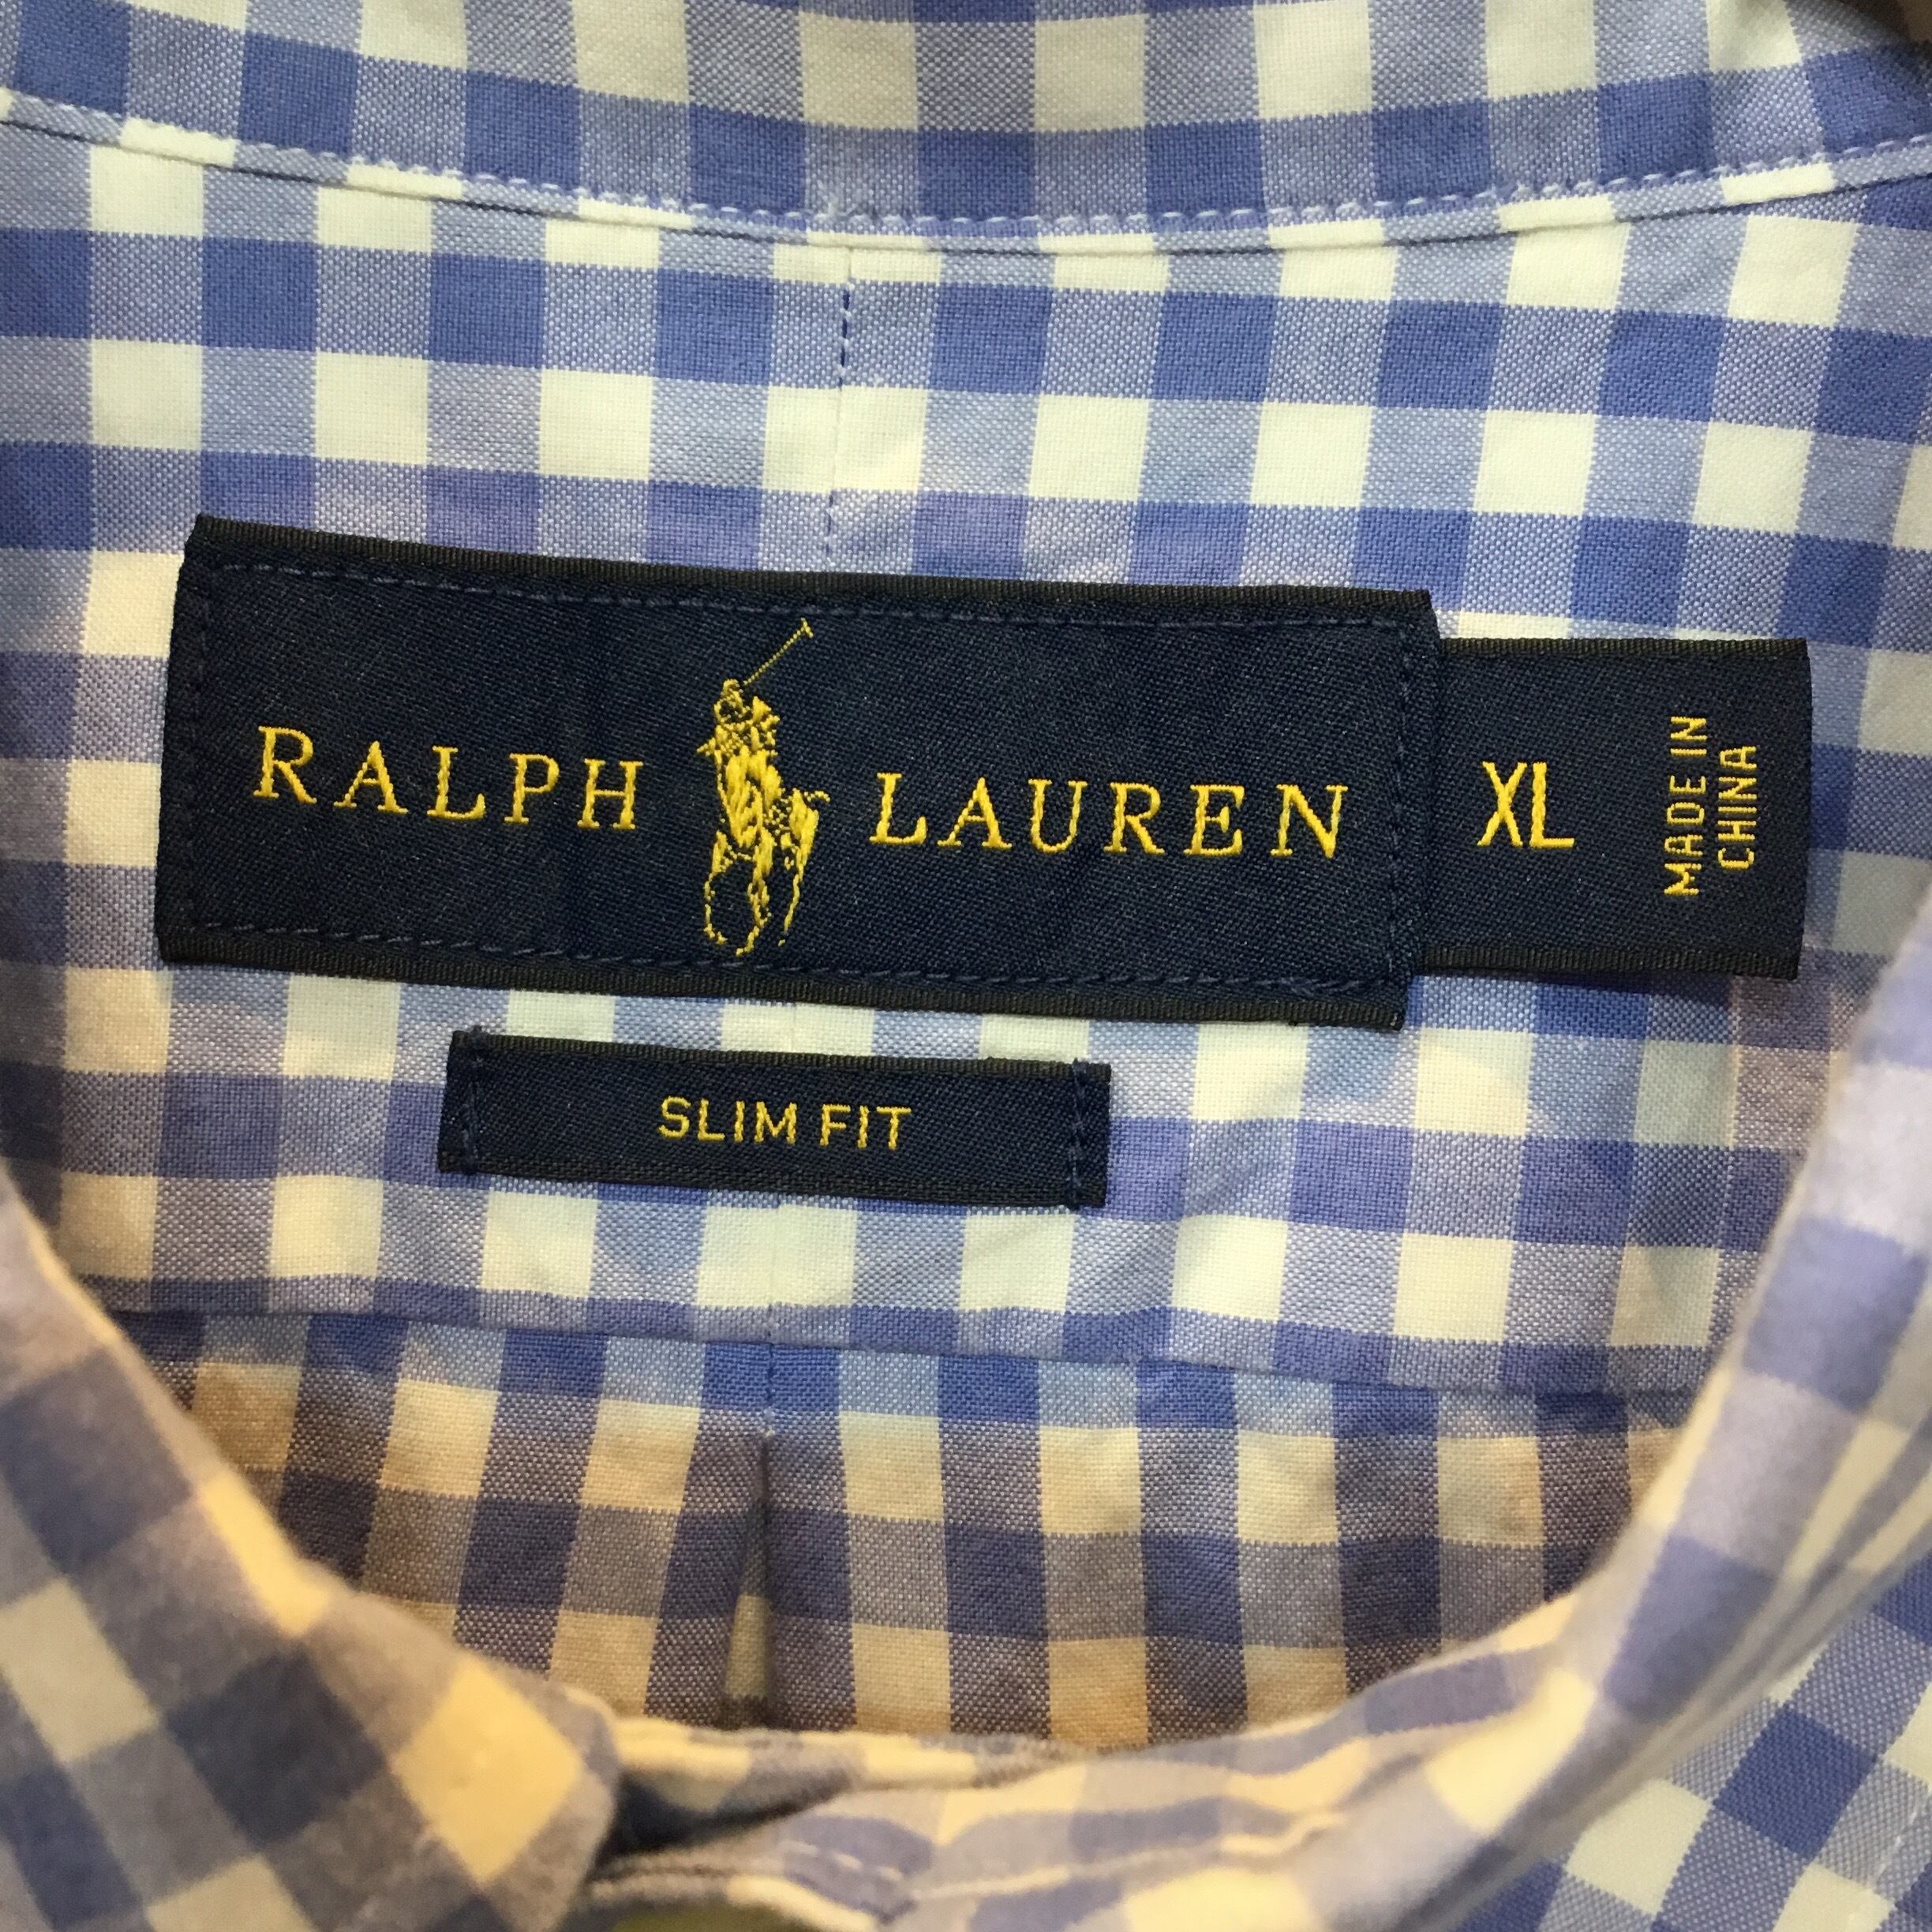 RALPH LAUREN
XL
MADE IN
CHINA
SLIM FIT